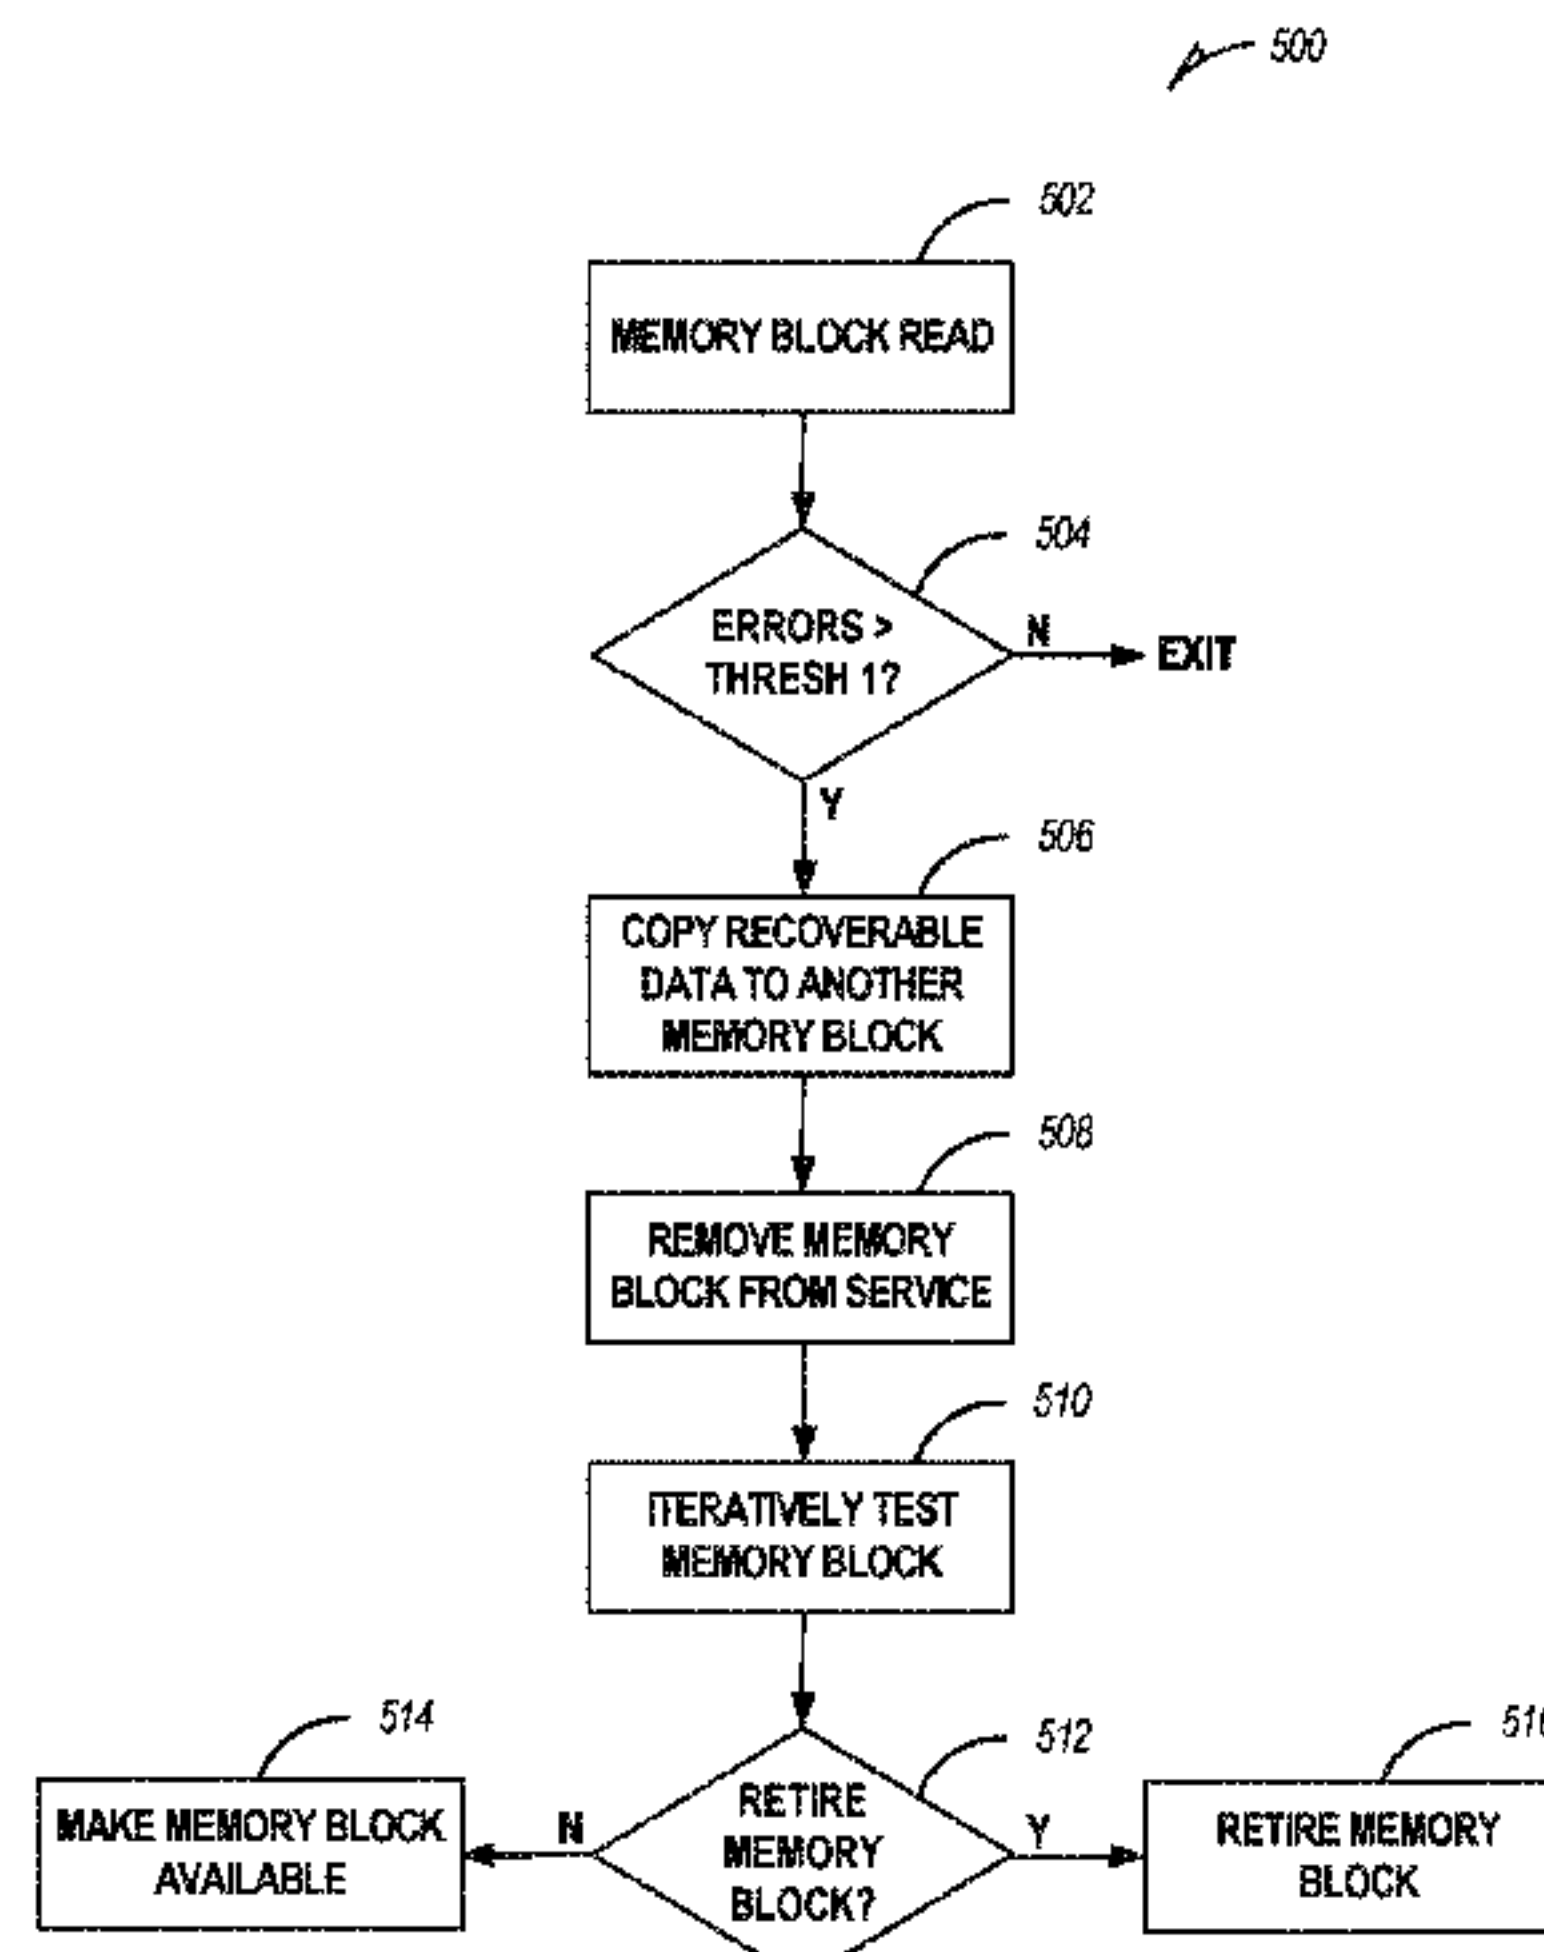 500
502
MEMORY BLOCK READ
504
ERRORS >
THRESH 1?
N
EXIT
Y
506
COPY RECOVERABLE
DATA TO ANOTHER
MEMORY BLOCK
508
REMOVE MEMORY
BLOCK FROM SERVICE
510
ITERATIVELY TEST
MEMORY BLOCK
514
512
MAKE MEMORY BLOCK
AVAILABLE
N
RETIRE
MEMORY
BLOCK?
Y
RETIRE MEMORY
BLOCK